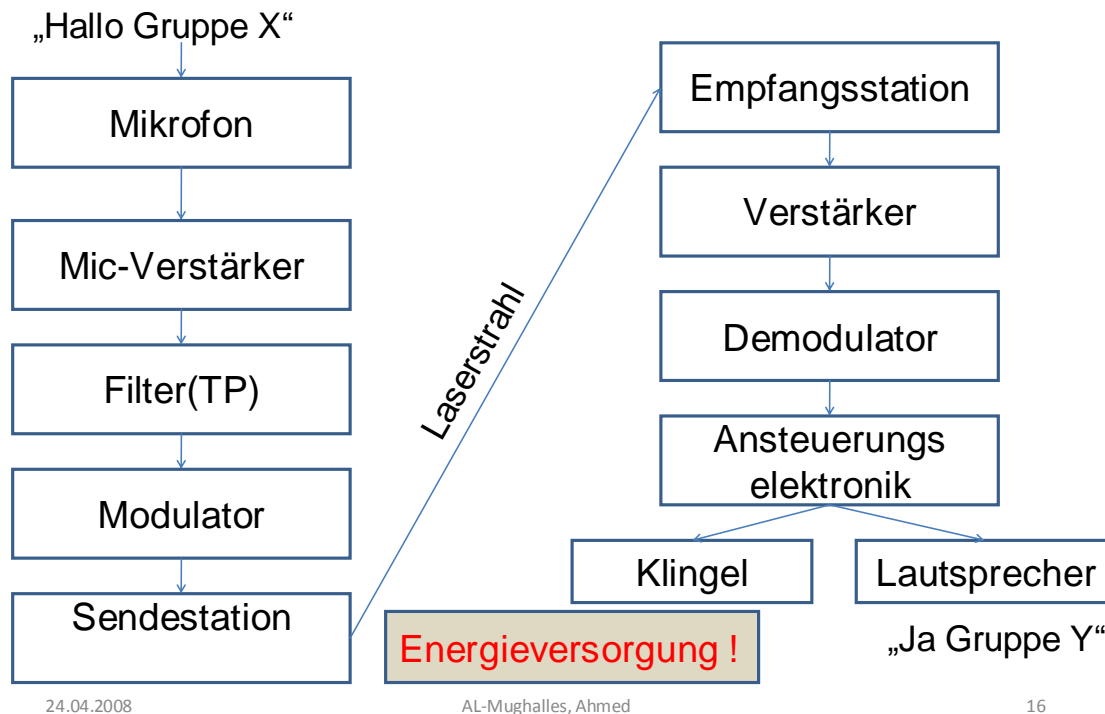 „Hallo Gruppe X“
Mikrofon
Mic-Verstärker
Filter(TP)
Modulator
Sendestation
Laserstrahl
Empfangsstation
Verstärker
Demodulator
Ansteuerungs
elektronik
Klingel
Lautsprecher
„Ja Gruppe Y“
Energieversorgung !
24.04.2008
AL-Mughalles, Ahmed
16